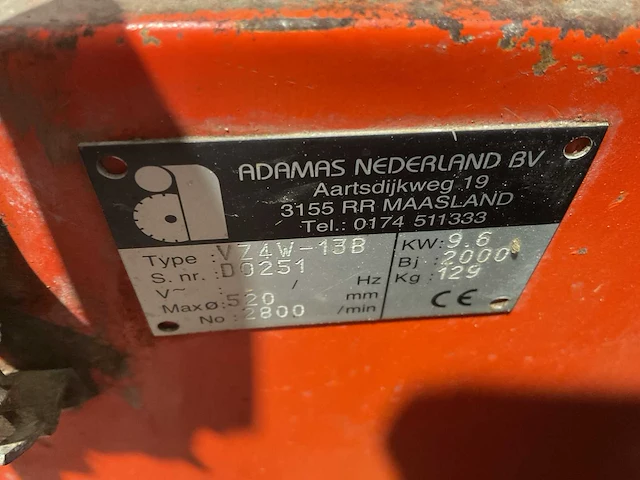 ADAMAS NEDERLAND BV
Aartsdijkweg 19
3155 RR MAASLAND
Tel.: 0174 511333
Type : VZ4W-13B KW: 9.6
S. nr.: D0251 Bj : 2000
V~ : / Hz Kg : 129
Maxø: 520 mm CE
No : 2800 /min